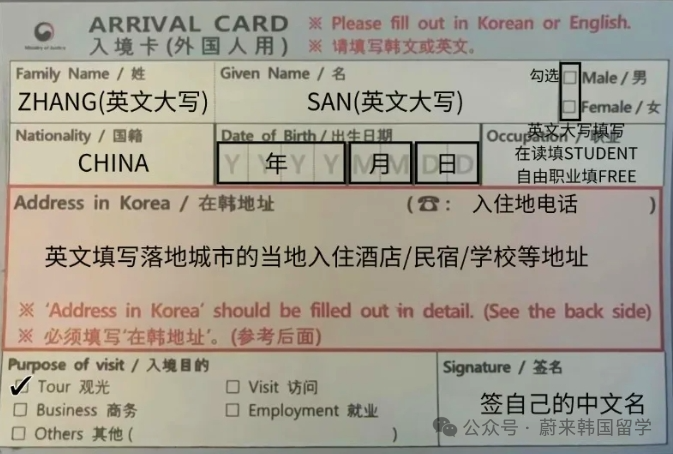 Ministry of Justice
ARRIVAL CARD
入境卡(外国人用)
※ Please fill out in Korean or English.
※ 请填写韩文或英文。
Family Name / 姓
ZHANG(英文大写)
Given Name / 名
SAN(英文大写)
勾选
Male / 男
Female / 女
Nationality / 国籍
CHINA
Date of Birth / 出生日期
YYYY MM DD
年 月 日
Occupation / 职业
英文大写填写
在读填STUDENT
自由职业填FREE
Address in Korea / 在韩地址
(☎: 入住地电话 )
英文填写落地城市的当地入住酒店/民宿/学校等地址
※ 'Address in Korea' should be filled out in detail. (See the back side)
※ 必须填写'在韩地址'。(参考后面)
Purpose of visit / 入境目的
✓ Tour 观光
Visit 访问
Business 商务
Employment 就业
Others 其他 ( )
Signature / 签名
签自己的中文名
公众号 · 蔚来韩国留学